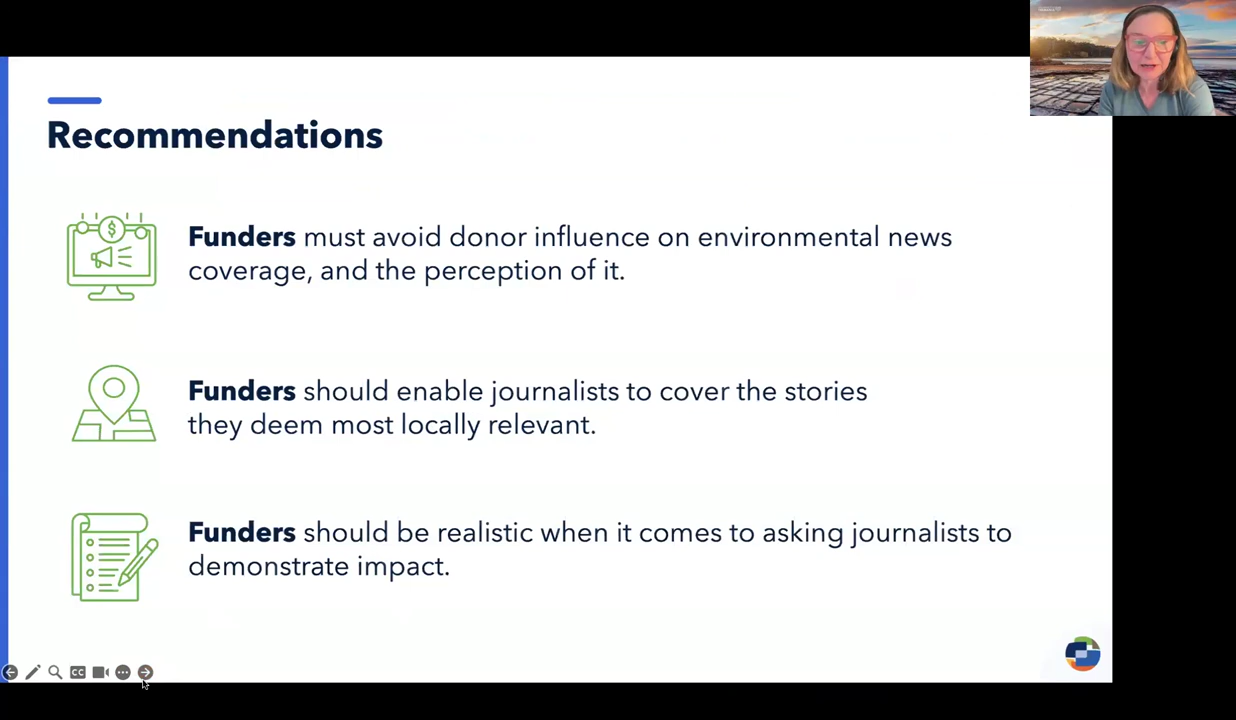 Recommendations
$
Funders must avoid donor influence on environmental news
coverage, and the perception of it.
Funders should enable journalists to cover the stories
they deem most locally relevant.
Funders should be realistic when it comes to asking journalists to
demonstrate impact.
CC